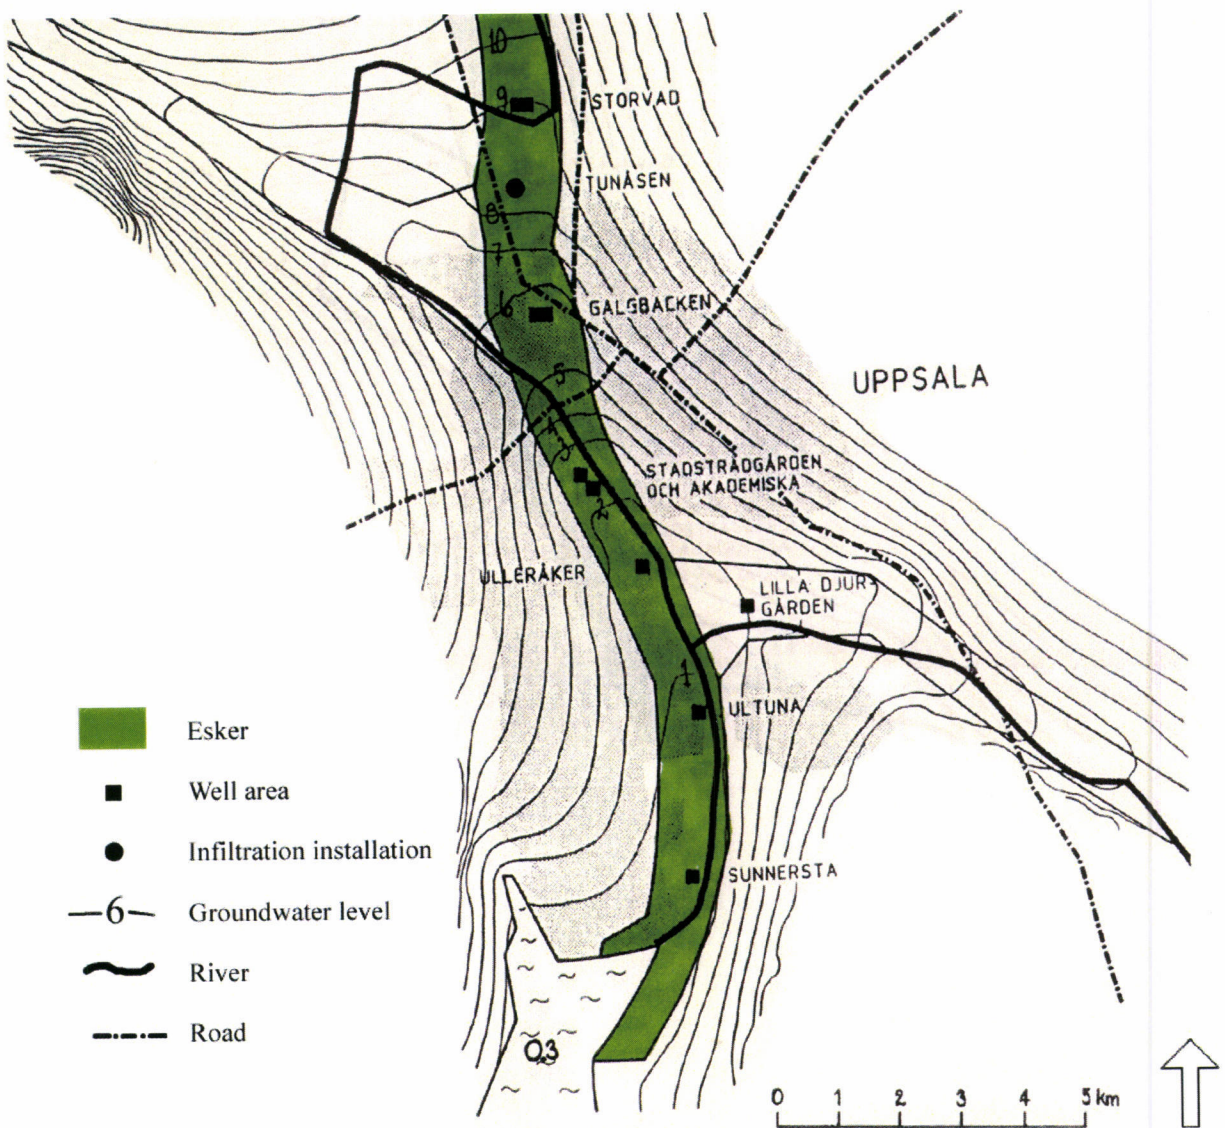 10
9
STORVAD
TUNÅSEN
8
7
6
GALGBACKEN
5
UPPSALA
4
3
STADSTRÄDGÅRDEN
OCH AKADEMISKA
2
ULLERÅKER
LILLA DJUR-
GÅRDEN
1
ULTUNA
Esker
Well area
SUNNERSTA
Infiltration installation
6
Groundwater level
River
Road
0.3
0 1 2 3 4 5 km